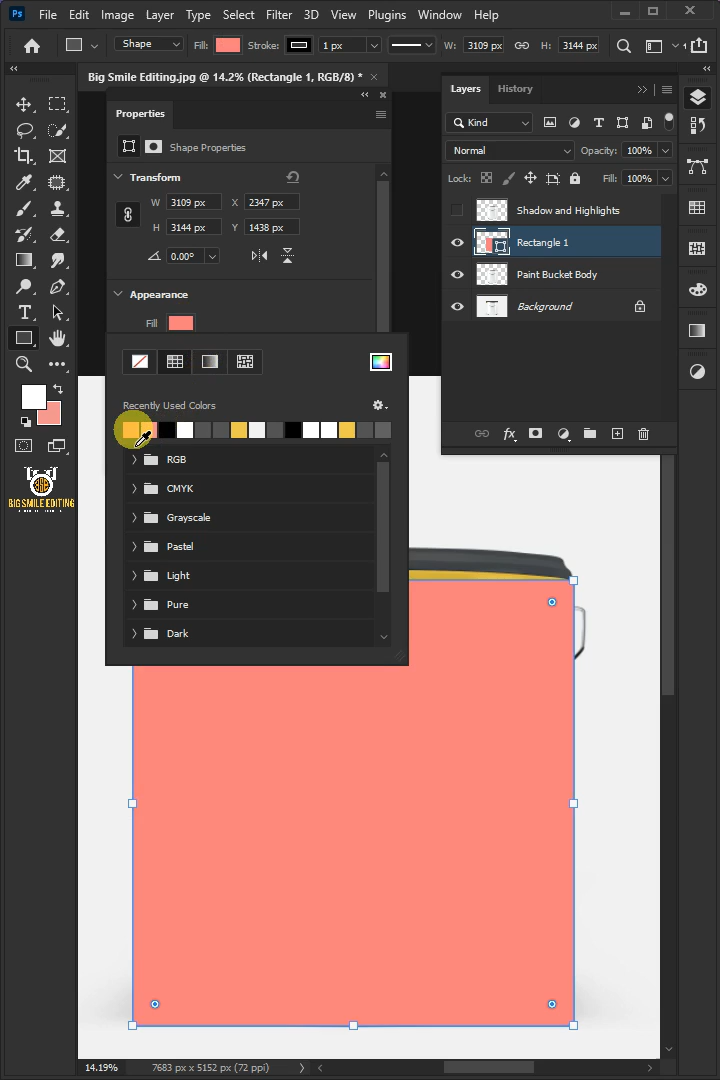 Ps File Edit Image Layer Type Select Filter 3D View Plugins Window Help
Shape Fill: Stroke: 1 px W: 3109 px H: 3144 px
Big Smile Editing.jpg @ 14.2% (Rectangle 1, RGB/8) *
Properties
Shape Properties
Transform
W 3109 px X 2347 px
H 3144 px Y 1438 px
0.00°
Appearance
Fill
Recently Used Colors
RGB
CMYK
Grayscale
Pastel
Light
Pure
Dark
Layers History
Kind
Normal Opacity: 100%
Lock: Fill: 100%
Shadow and Highlights
Rectangle 1
Paint Bucket Body
Background
fx
BIG SMILE EDITING
14.19% 7683 px x 5152 px (72 ppi)